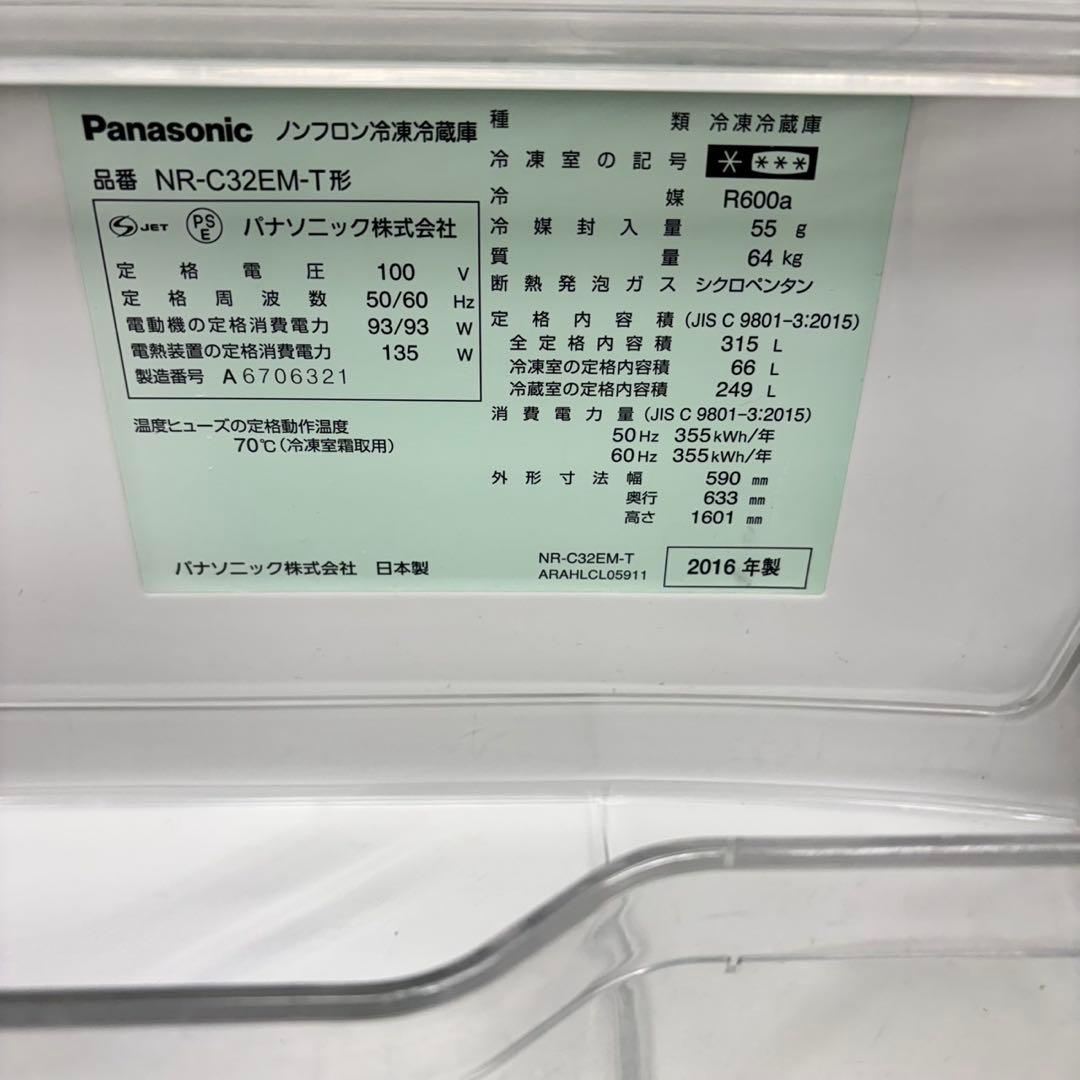 Panasonic ノンフロン冷凍冷蔵庫
品番 NR-C32EM-T形
S JET PSE パナソニック株式会社
定格電圧 100 V
定格周波数 50/60 Hz
電動機の定格消費電力 93/93 W
電熱装置の定格消費電力 135 W
製造番号 A6706321
温度ヒューズの定格動作温度
70℃(冷凍室霜取用)
パナソニック株式会社 日本製
種類 冷凍冷蔵庫
冷凍室の記号 * ***
冷媒 R600a
冷媒封入量 55 g
質量 64 kg
断熱発泡ガス シクロペンタン
定格内容積 (JIS C 9801-3:2015)
全定格内容積 315 L
冷凍室の定格内容積 66 L
冷蔵室の定格内容積 249 L
消費電力量 (JIS C 9801-3:2015)
50Hz 355kWh/年
60Hz 355kWh/年
外形寸法 幅 590 mm
奥行 633 mm
高さ 1601 mm
NR-C32EM-T
ARAHLCL05911
2016 年製